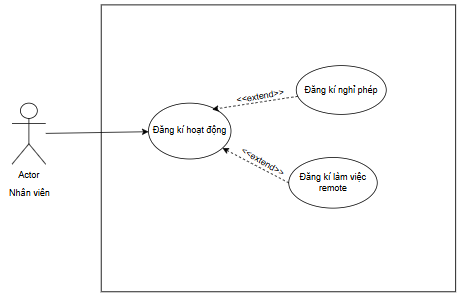 <<extend>>
Đăng kí nghỉ phép
Đăng kí hoạt động
<<extend>>
Đăng kí làm việc
remote
Actor
Nhân viên